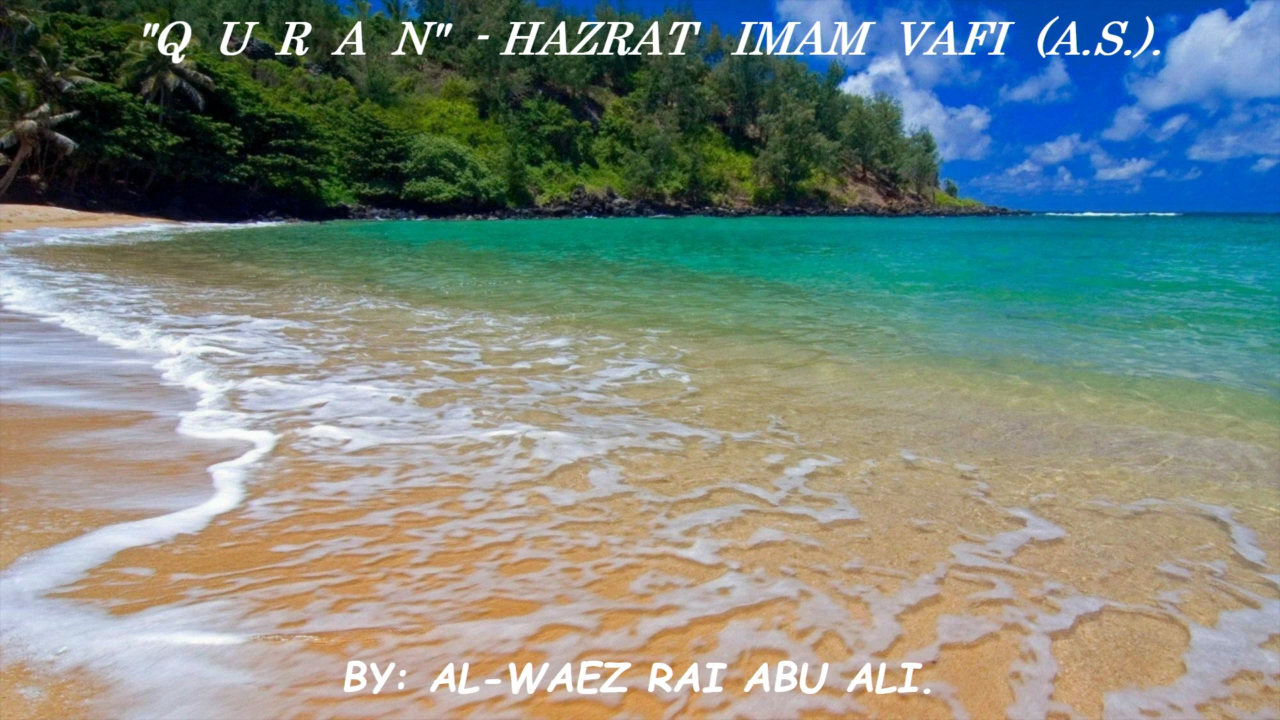 "Q U R A N" - HAZRAT IMAM VAFI (A.S.).
BY: AL-WAEZ RAI ABU ALI.